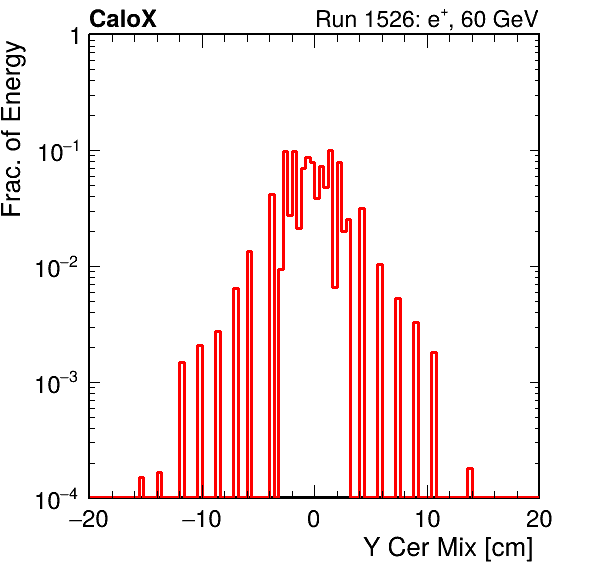 CaloX Run 1526: e⁺, 60 GeV
Frac. of Energy
1
10⁻¹
10⁻²
10⁻³
10⁻⁴
−20 −10 0 10 20
Y Cer Mix [cm]